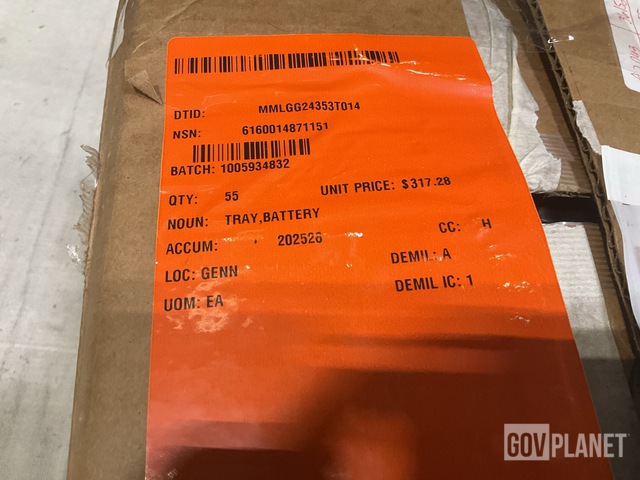 DTID: MMLGG24353T014
NSN: 6160014871151
BATCH: 1005934832
QTY: 55 UNIT PRICE: $317.28
NOUN: TRAY,BATTERY
ACCUM: 202526 CC: H
LOC: GENN DEMIL: A
UOM: EA DEMIL IC: 1
GOVPLANET